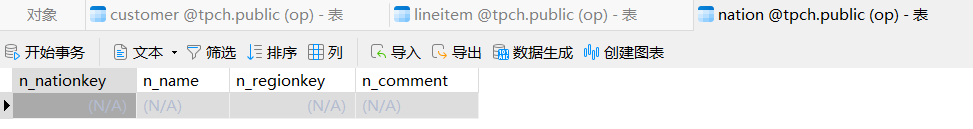 对象 customer @tpch.public (op) - 表 lineitem @tpch.public (op) - 表 nation @tpch.public (op) - 表
开始事务 文本 筛选 排序 列 导入 导出 数据生成 创建图表
n_nationkey n_name n_regionkey n_comment
(N/A) (N/A) (N/A) (N/A)